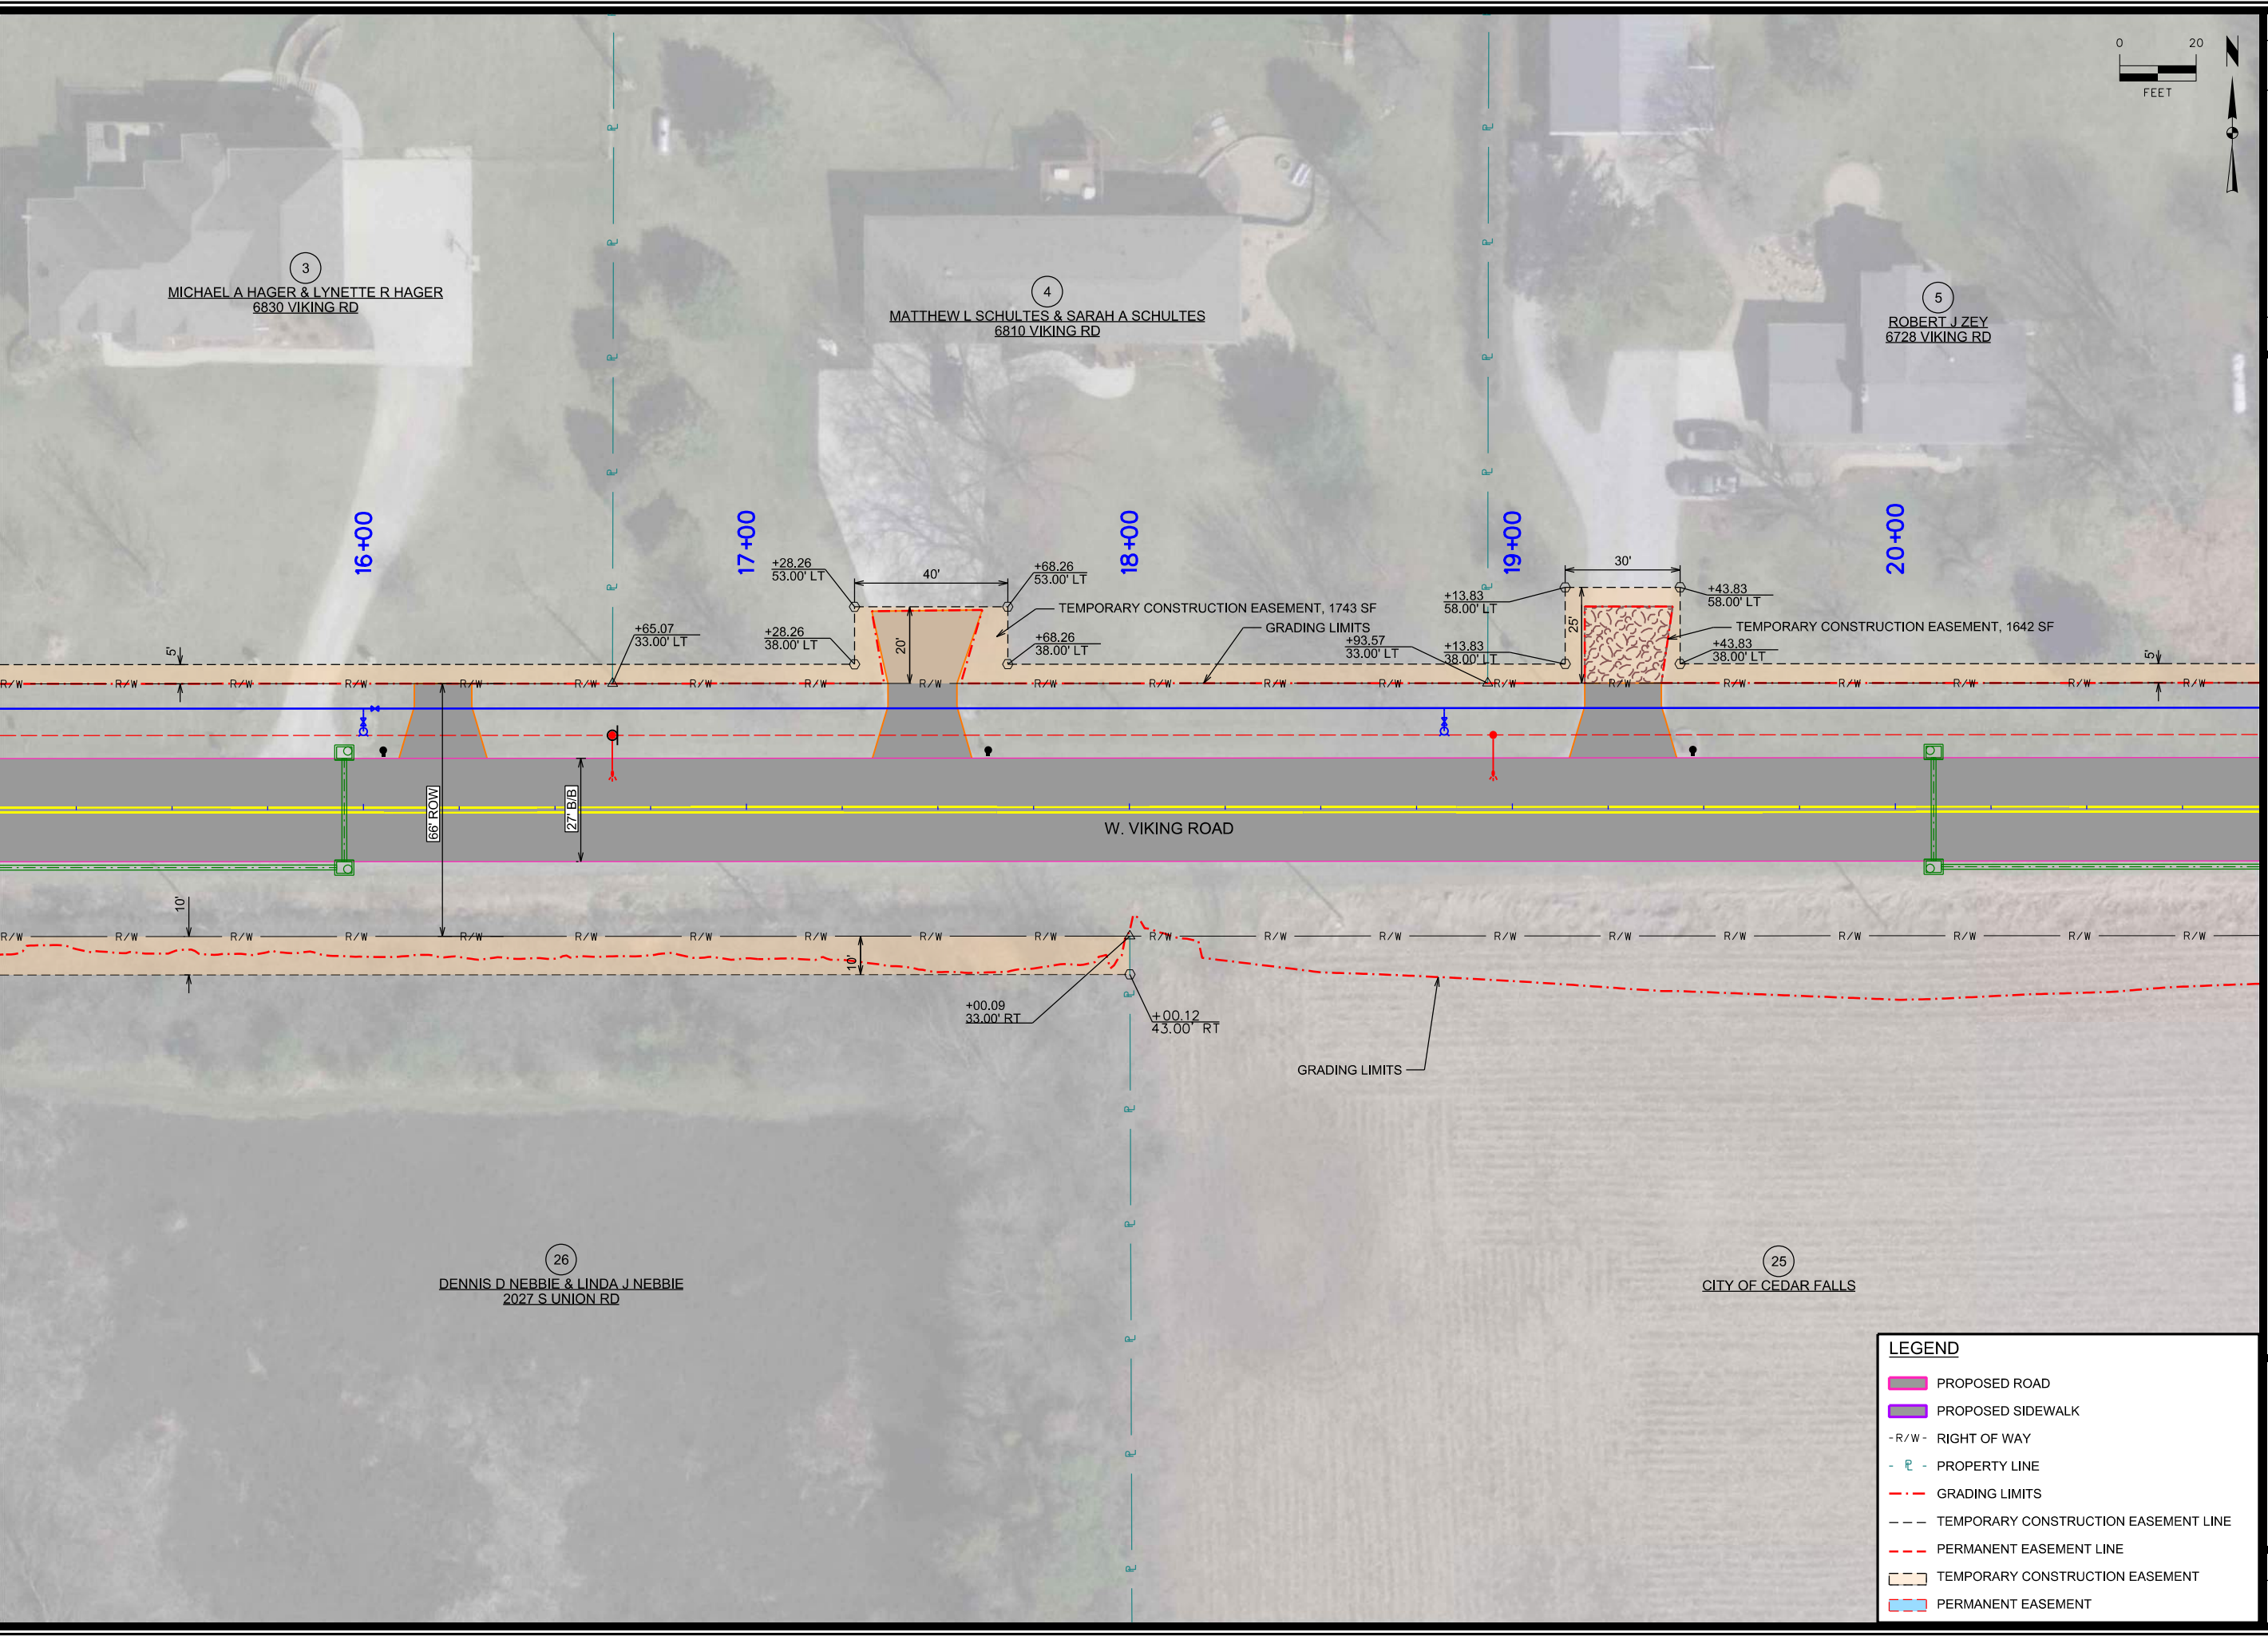 0 20
N
FEET
3
MICHAEL A HAGER & LYNETTE R HAGER
6830 VIKING RD
4
MATTHEW L SCHULTES & SARAH A SCHULTES
6810 VIKING RD
5
ROBERT J ZEY
6728 VIKING RD
16+00
17+00
18+00
19+00
20+00
+28.26
53.00' LT
40'
+68.26
53.00' LT
30'
+13.83
58.00' LT
+43.83
58.00' LT
TEMPORARY CONSTRUCTION EASEMENT, 1743 SF
GRADING LIMITS
TEMPORARY CONSTRUCTION EASEMENT, 1642 SF
+65.07
33.00' LT
+28.26
38.00' LT
20'
+68.26
38.00' LT
+93.57
33.00' LT
+13.83
38.00' LT
25'
+43.83
38.00' LT
5'
5'
R/W R/W R/W R/W R/W R/W R/W R/W R/W R/W R/W R/W R/W R/W R/W R/W R/W R/W R/W R/W
66' ROW
27' B/B
W. VIKING ROAD
10'
R/W R/W R/W R/W R/W R/W R/W R/W R/W R/W R/W R/W R/W R/W R/W R/W R/W R/W R/W R/W
10'
+00.09
33.00' RT
+00.12
43.00' RT
GRADING LIMITS
26
DENNIS D NEBBIE & LINDA J NEBBIE
2027 S UNION RD
25
CITY OF CEDAR FALLS
LEGEND
PROPOSED ROAD
PROPOSED SIDEWALK
-R/W- RIGHT OF WAY
- PL - PROPERTY LINE
GRADING LIMITS
TEMPORARY CONSTRUCTION EASEMENT LINE
PERMANENT EASEMENT LINE
TEMPORARY CONSTRUCTION EASEMENT
PERMANENT EASEMENT